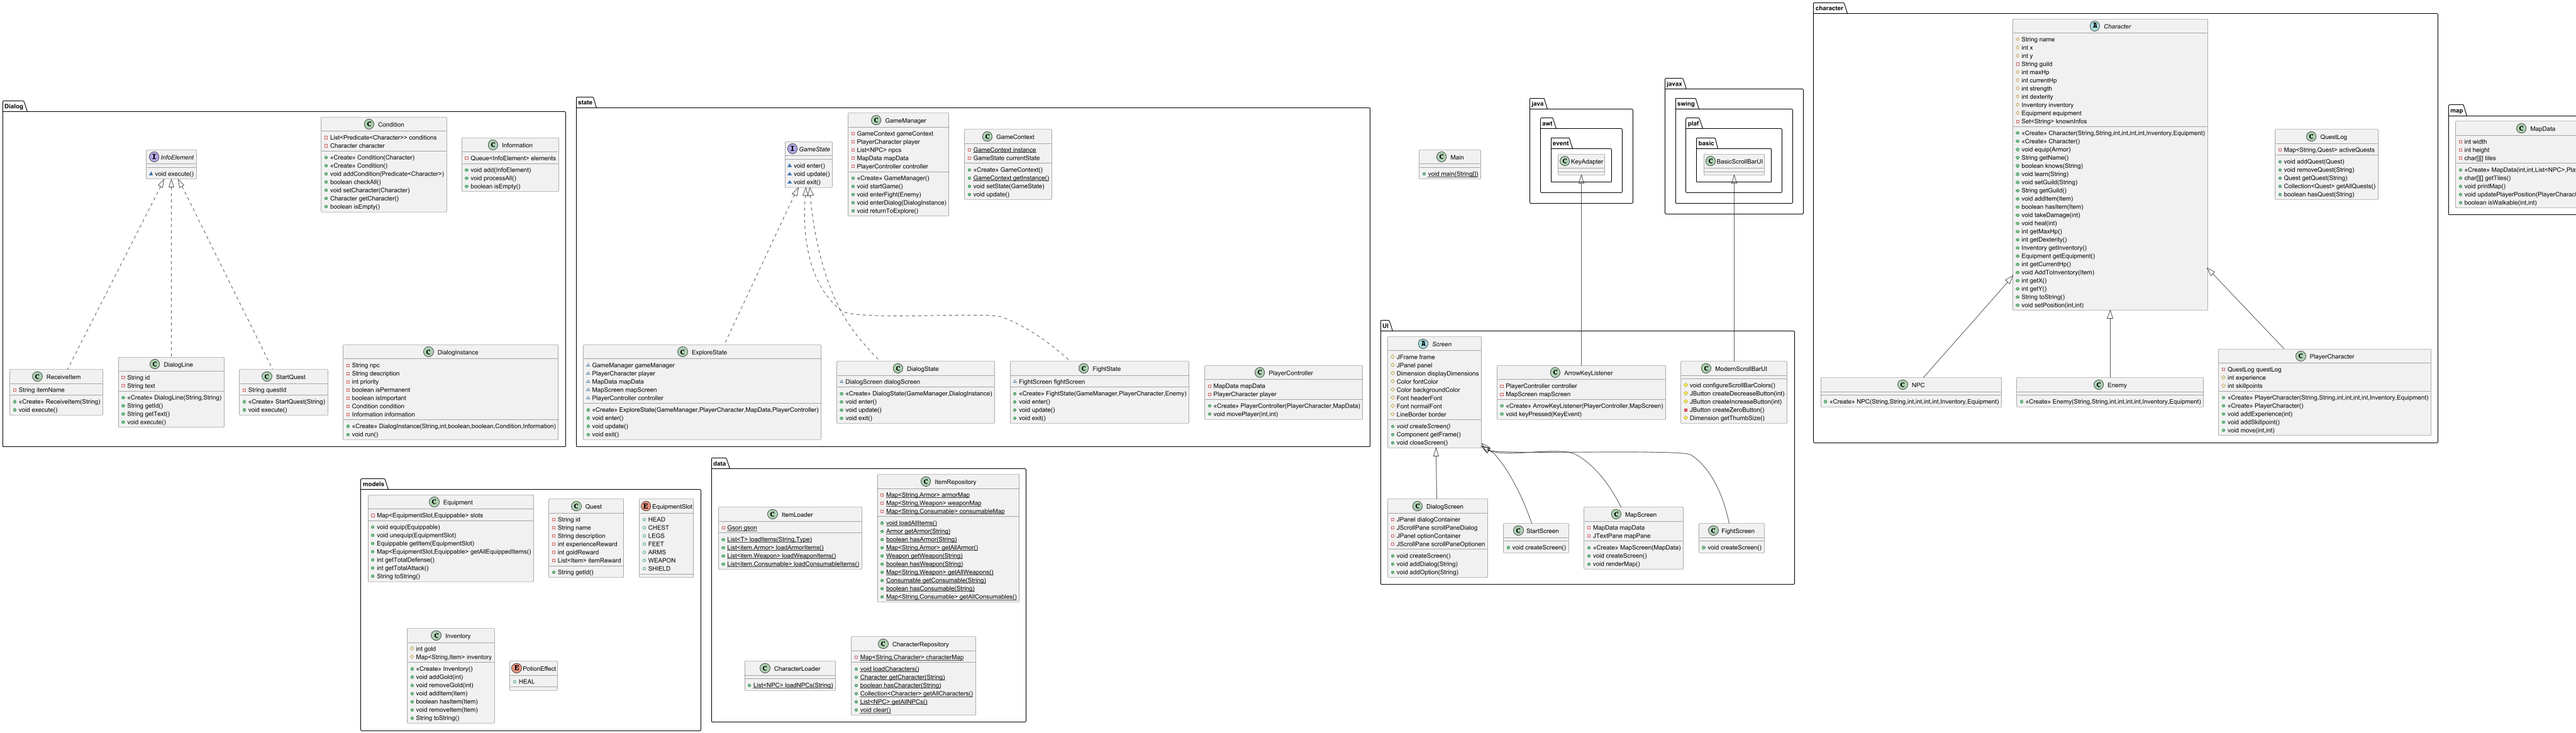 Dialog
InfoElement
void execute()
Condition
List<Predicate<Character>> conditions
Character character
«Create» Condition(Character)
«Create» Condition()
void addCondition(Predicate<Character>)
boolean checkAll()
void setCharacter(Character)
Character getCharacter()
boolean isEmpty()
Information
Queue<InfoElement> elements
void add(InfoElement)
void processAll()
boolean isEmpty()
ReceiveItem
String itemName
«Create» ReceiveItem(String)
void execute()
DialogLine
String id
String text
«Create» DialogLine(String,String)
String getId()
String getText()
void execute()
StartQuest
String questId
«Create» StartQuest(String)
void execute()
DialogInstance
String npc
String description
int priority
boolean isPermanent
boolean isImportant
Condition condition
Information information
«Create» DialogInstance(String,int,boolean,boolean,Condition,Information)
void run()
state
GameState
void enter()
void update()
void exit()
GameManager
GameContext gameContext
PlayerCharacter player
List<NPC> npcs
MapData mapData
PlayerController controller
«Create» GameManager()
void startGame()
void enterFight(Enemy)
void enterDialog(DialogInstance)
void returnToExplore()
GameContext
GameContext instance
GameState currentState
«Create» GameContext()
GameContext getInstance()
void setState(GameState)
void update()
ExploreState
GameManager gameManager
PlayerCharacter player
MapData mapData
MapScreen mapScreen
PlayerController controller
«Create» ExploreState(GameManager,PlayerCharacter,MapData,PlayerController)
void enter()
void update()
void exit()
DialogState
DialogScreen dialogScreen
«Create» DialogState(GameManager,DialogInstance)
void enter()
void update()
void exit()
FightState
FightScreen fightScreen
«Create» FightState(GameManager,PlayerCharacter,Enemy)
void enter()
void update()
void exit()
PlayerController
MapData mapData
PlayerCharacter player
«Create» PlayerController(PlayerCharacter,MapData)
void movePlayer(int,int)
Main
void main(String[])
java
awt
event
KeyAdapter
javax
swing
plaf
basic
BasicScrollBarUI
UI
Screen
JFrame frame
JPanel panel
Dimension displayDimensions
Color fontColor
Color backgroundColor
Font headerFont
Font normalFont
LineBorder border
void createScreen()
Component getFrame()
void closeScreen()
ArrowKeyListener
PlayerController controller
MapScreen mapScreen
«Create» ArrowKeyListener(PlayerController,MapScreen)
void keyPressed(KeyEvent)
ModernScrollBarUI
void configureScrollBarColors()
JButton createDecreaseButton(int)
JButton createIncreaseButton(int)
JButton createZeroButton()
Dimension getThumbSize()
DialogScreen
JPanel dialogContainer
JScrollPane scrollPaneDialog
JPanel optionContainer
JScrollPane scrollPaneOptionen
void createScreen()
void addDialog(String)
void addOption(String)
StartScreen
void createScreen()
MapScreen
MapData mapData
JTextPane mapPane
«Create» MapScreen(MapData)
void createScreen()
void renderMap()
FightScreen
void createScreen()
character
Character
String name
int x
int y
String guild
int maxHp
int currentHp
int strength
int dexterity
Inventory inventory
Equipment equipment
Set<String> knownInfos
«Create» Character(String,String,int,int,int,int,Inventory,Equipment)
«Create» Character()
void equip(Armor)
String getName()
boolean knows(String)
void learn(String)
void setGuild(String)
String getGuild()
void addItem(Item)
boolean hasItem(Item)
void takeDamage(int)
void heal(int)
int getMaxHp()
int getDexterity()
Inventory getInventory()
Equipment getEquipment()
int getCurrentHp()
void AddToInventory(Item)
int getX()
int getY()
String toString()
void setPosition(int,int)
QuestLog
Map<String,Quest> activeQuests
void addQuest(Quest)
void removeQuest(String)
Quest getQuest(String)
Collection<Quest> getAllQuests()
boolean hasQuest(String)
NPC
«Create» NPC(String,String,int,int,int,int,Inventory,Equipment)
Enemy
«Create» Enemy(String,String,int,int,int,int,Inventory,Equipment)
PlayerCharacter
QuestLog questLog
int experience
int skillpoints
«Create» PlayerCharacter(String,String,int,int,int,int,Inventory,Equipment)
«Create» PlayerCharacter()
void addExperience(int)
void addSkillpoint()
void move(int,int)
map
MapData
int width
int height
char[][] tiles
«Create» MapData(int,int,List<NPC>,Pla
char[][] getTiles()
void printMap()
void updatePlayerPosition(PlayerCharac
boolean isWalkable(int,int)
models
Equipment
Map<EquipmentSlot,Equippable> slots
void equip(Equippable)
void unequip(EquipmentSlot)
Equippable getItem(EquipmentSlot)
Map<EquipmentSlot,Equippable> getAllEquippedItems()
int getTotalDefense()
int getTotalAttack()
String toString()
Quest
String id
String name
String description
int experienceReward
int goldReward
List<Item> itemReward
String getId()
EquipmentSlot
HEAD
CHEST
LEGS
FEET
ARMS
WEAPON
SHIELD
Inventory
int gold
Map<String,Item> inventory
«Create» Inventory()
void addGold(int)
void removeGold(int)
void addItem(Item)
boolean hasItem(Item)
void removeItem(Item)
String toString()
PotionEffect
HEAL
data
ItemLoader
Gson gson
List<T> loadItems(String,Type)
List<item.Armor> loadArmorItems()
List<item.Weapon> loadWeaponItems()
List<item.Consumable> loadConsumableItems()
ItemRepository
Map<String,Armor> armorMap
Map<String,Weapon> weaponMap
Map<String,Consumable> consumableMap
void loadAllItems()
Armor getArmor(String)
boolean hasArmor(String)
Map<String,Armor> getAllArmor()
Weapon getWeapon(String)
boolean hasWeapon(String)
Map<String,Weapon> getAllWeapons()
Consumable getConsumable(String)
boolean hasConsumable(String)
Map<String,Consumable> getAllConsumables()
CharacterLoader
List<NPC> loadNPCs(String)
CharacterRepository
Map<String,Character> characterMap
void loadCharacters()
Character getCharacter(String)
boolean hasCharacter(String)
Collection<Character> getAllCharacters()
List<NPC> getAllNPCs()
void clear()